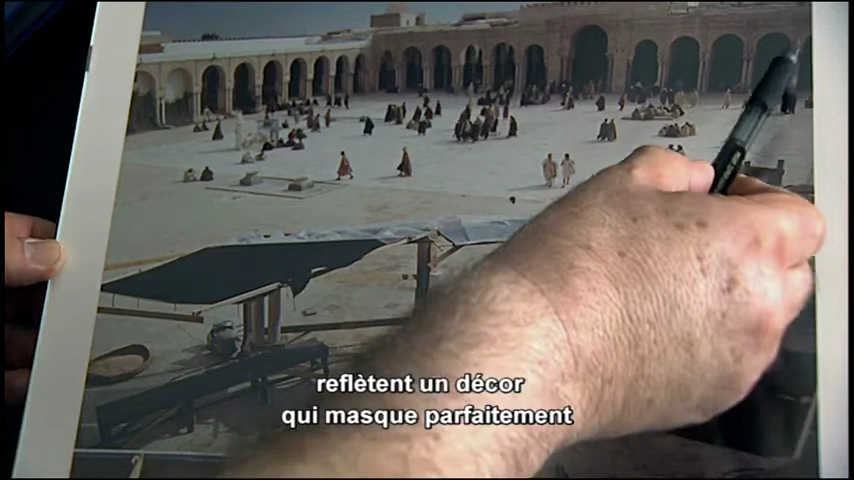 reflètent un décor
qui masque parfaitement